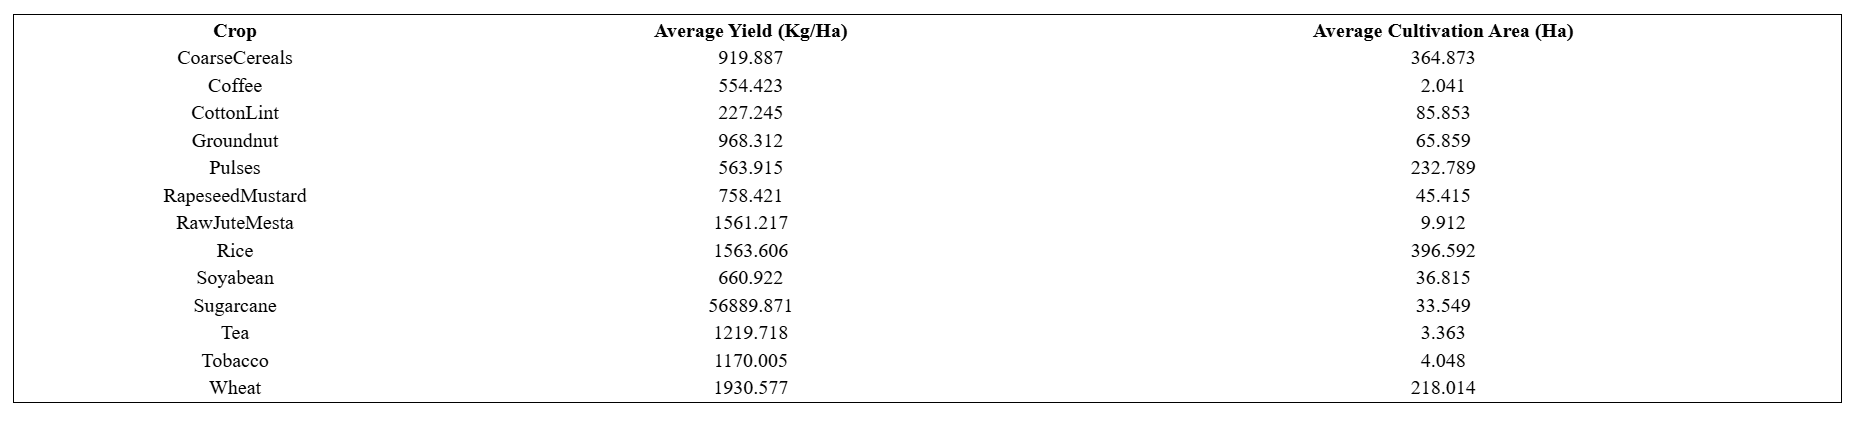 Crop Average Yield (Kg/Ha) Average Cultivation Area (Ha)
CoarseCereals 919.887 364.873
Coffee 554.423 2.041
CottonLint 227.245 85.853
Groundnut 968.312 65.859
Pulses 563.915 232.789
RapeseedMustard 758.421 45.415
RawJuteMesta 1561.217 9.912
Rice 1563.606 396.592
Soyabean 660.922 36.815
Sugarcane 56889.871 33.549
Tea 1219.718 3.363
Tobacco 1170.005 4.048
Wheat 1930.577 218.014